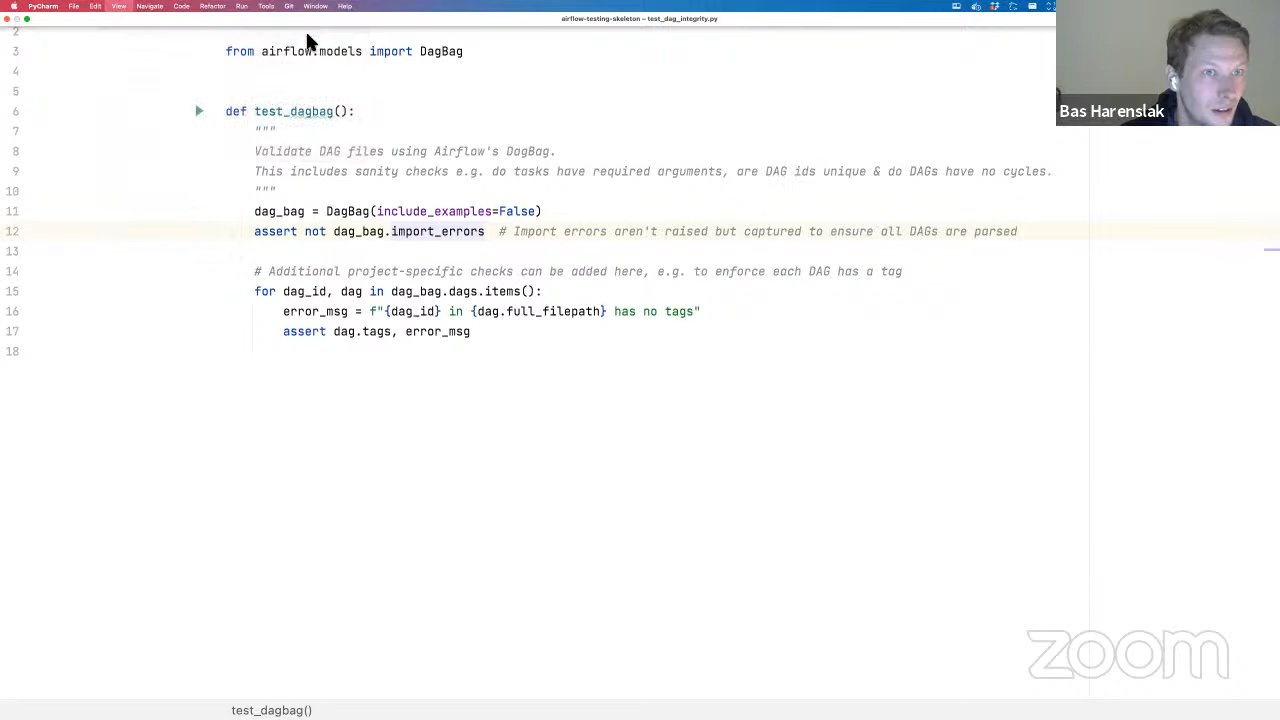 PyCharm File Edit View Navigate Code Refactor Run Tools Git Window Help
airflow-testing-skeleton – test_dag_integrity.py
2
3 from airflow.models import DagBag
4
5
6 def test_dagbag():
7 """
8 Validate DAG files using Airflow's DagBag.
9 This includes sanity checks e.g. do tasks have required arguments, are DAG ids unique & do DAGs have no cycles.
10 """
11 dag_bag = DagBag(include_examples=False)
12 assert not dag_bag.import_errors # Import errors aren't raised but captured to ensure all DAGs are parsed
13
14 # Additional project-specific checks can be added here, e.g. to enforce each DAG has a tag
15 for dag_id, dag in dag_bag.dags.items():
16 error_msg = f"{dag_id} in {dag.full_filepath} has no tags"
17 assert dag.tags, error_msg
18
Bas Harenslak
zoom
test_dagbag()